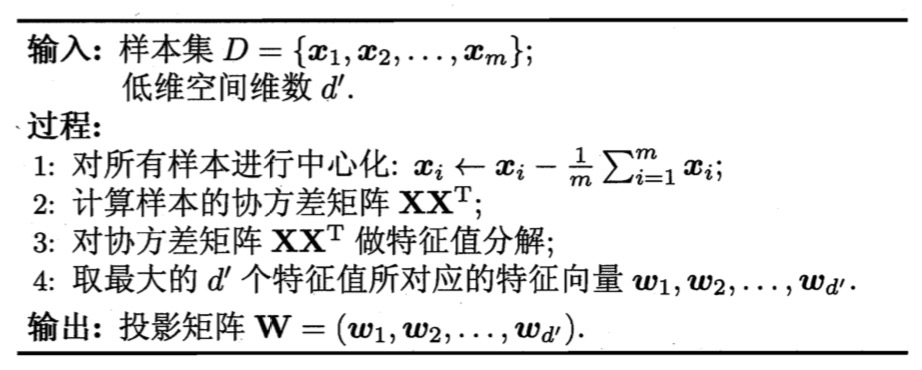 输入: 样本集 $D = \{\boldsymbol{x}_1, \boldsymbol{x}_2, \ldots, \boldsymbol{x}_m\}$;
低维空间维数 $d'$.
过程:
1: 对所有样本进行中心化: $\boldsymbol{x}_i \leftarrow \boldsymbol{x}_i - \frac{1}{m} \sum_{i=1}^{m} \boldsymbol{x}_i$;
2: 计算样本的协方差矩阵 $\mathbf{X}\mathbf{X}^{\mathrm{T}}$;
3: 对协方差矩阵 $\mathbf{X}\mathbf{X}^{\mathrm{T}}$ 做特征值分解;
4: 取最大的 $d'$ 个特征值所对应的特征向量 $\boldsymbol{w}_1, \boldsymbol{w}_2, \ldots, \boldsymbol{w}_{d'}$.
输出: 投影矩阵 $\mathbf{W} = (\boldsymbol{w}_1, \boldsymbol{w}_2, \ldots, \boldsymbol{w}_{d'})$.